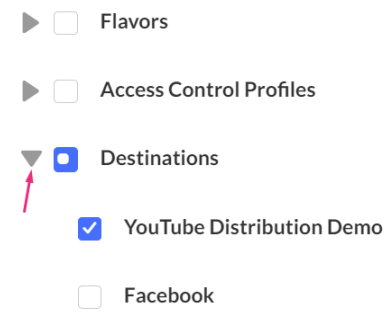 Flavors
Access Control Profiles
Destinations
YouTube Distribution Demo
Facebook